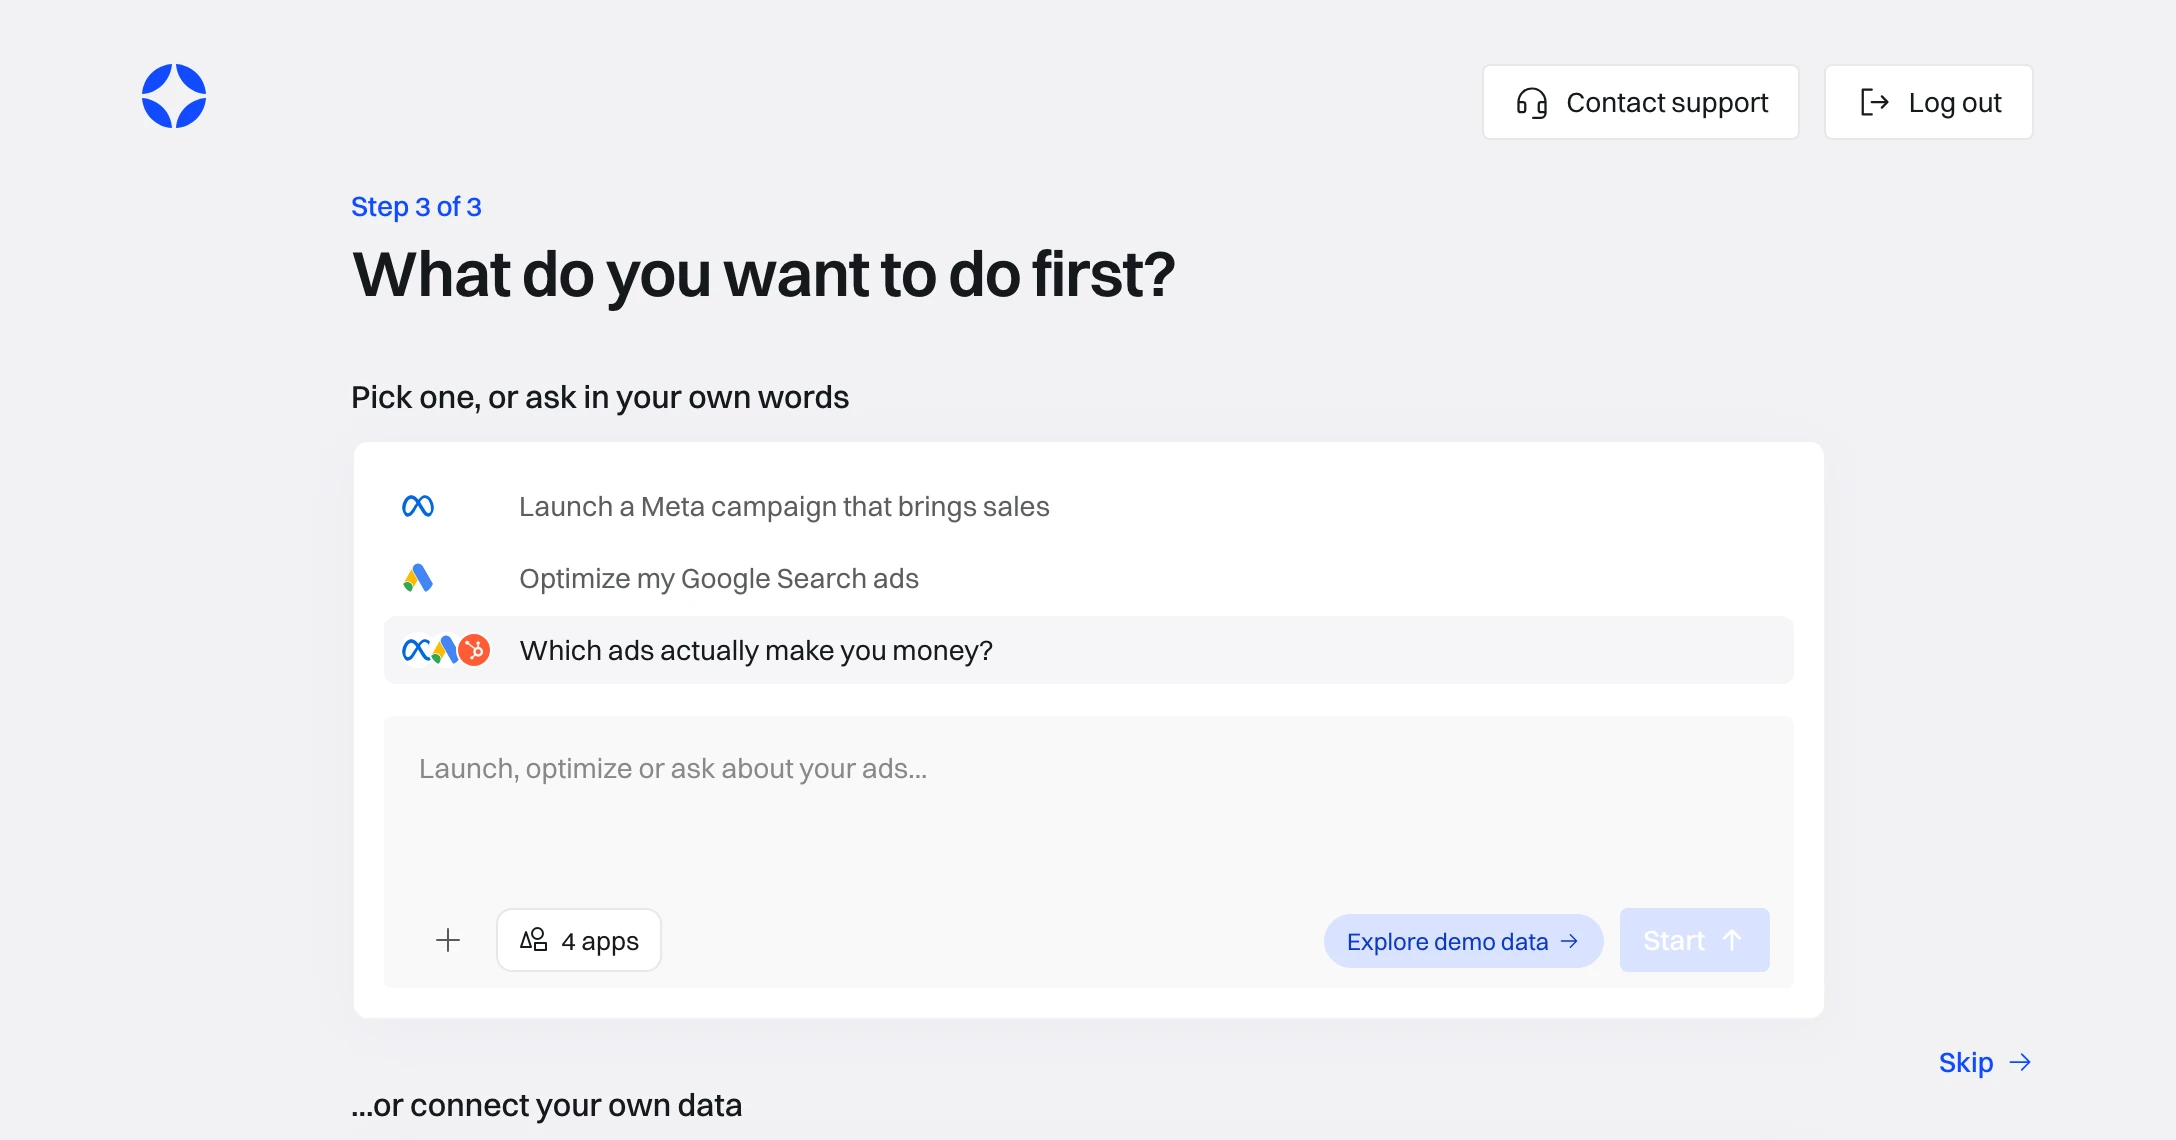 Contact support
Log out
Step 3 of 3
What do you want to do first?
Pick one, or ask in your own words
Launch a Meta campaign that brings sales
Optimize my Google Search ads
Which ads actually make you money?
Launch, optimize or ask about your ads...
4 apps
Explore demo data
Start
Skip
...or connect your own data